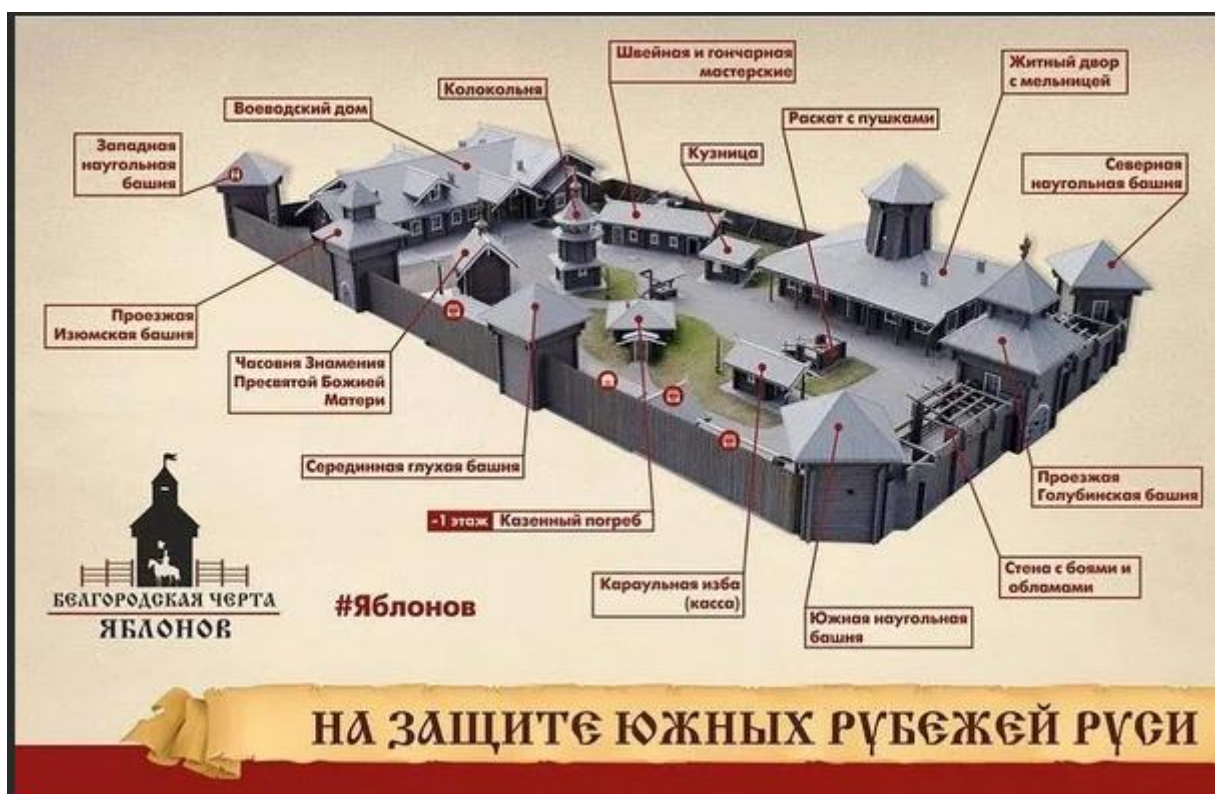 Швейная и гончарная
мастерские
Житный двор
с мельницей
Колокольня
Воеводский дом
Раскат с пушками
Западная
наугольная
башня
Кузница
Северная
наугольная башня
Проезжая
Изюмская башня
Часовня Знамения
Пресвятой Божией
Матери
Серединная глухая башня
Проезжая
Голубинская башня
-1 этаж Казенный погреб
Караульная изба
(касса)
Стена с боями и
обламами
Южная наугольная
башня
БЕЛГОРОДСКАЯ ЧЕРТА
ЯБЛОНОВ
#Яблонов
НА ЗАЩИТЕ ЮЖНЫХ РУБЕЖЕЙ РУСИ